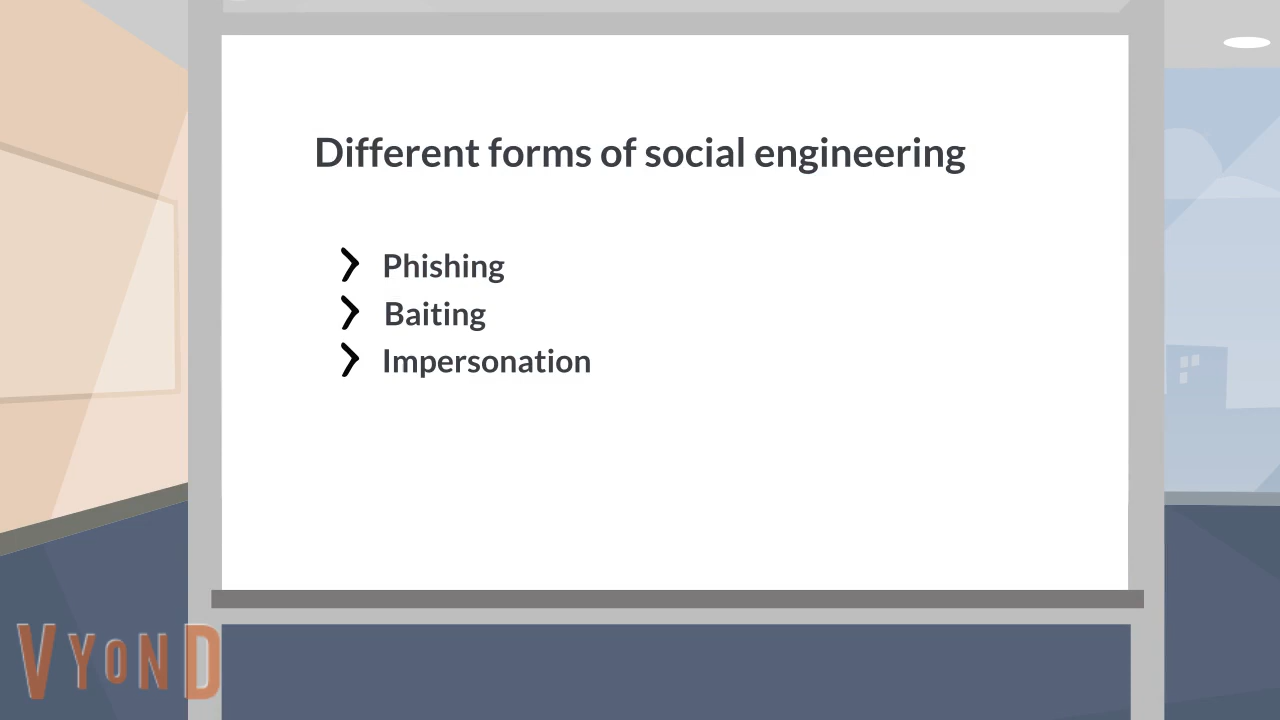 Different forms of social engineering
Phishing
Baiting
Impersonation
VYOND